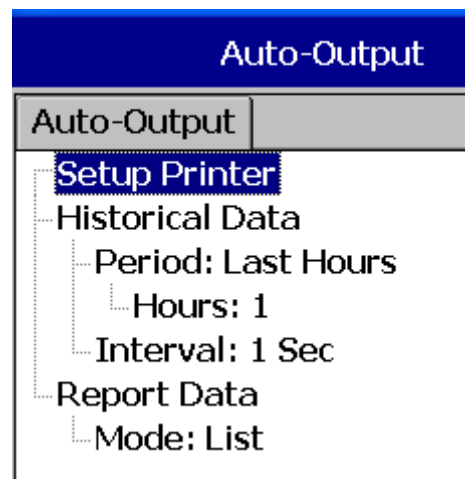 Auto-Output
Auto-Output
Setup Printer
Historical Data
Period: Last Hours
Hours: 1
Interval: 1 Sec
Report Data
Mode: List